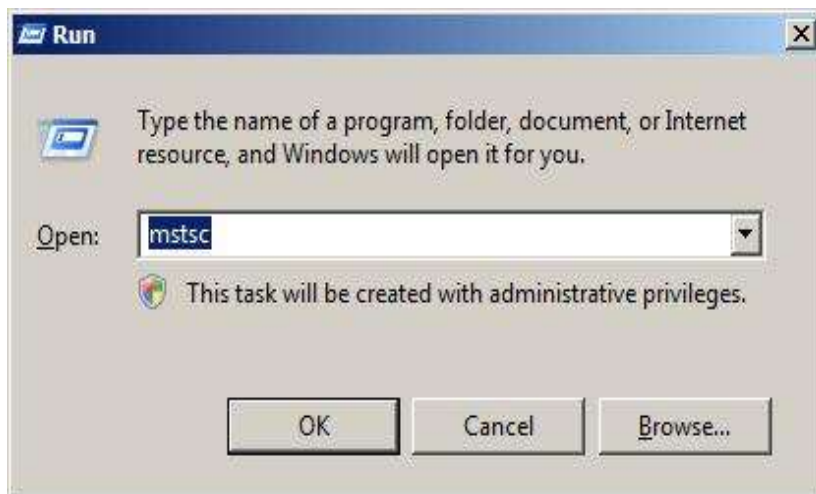 Run
Type the name of a program, folder, document, or Internet
resource, and Windows will open it for you.
Open: mstsc
This task will be created with administrative privileges.
OK Cancel Browse...